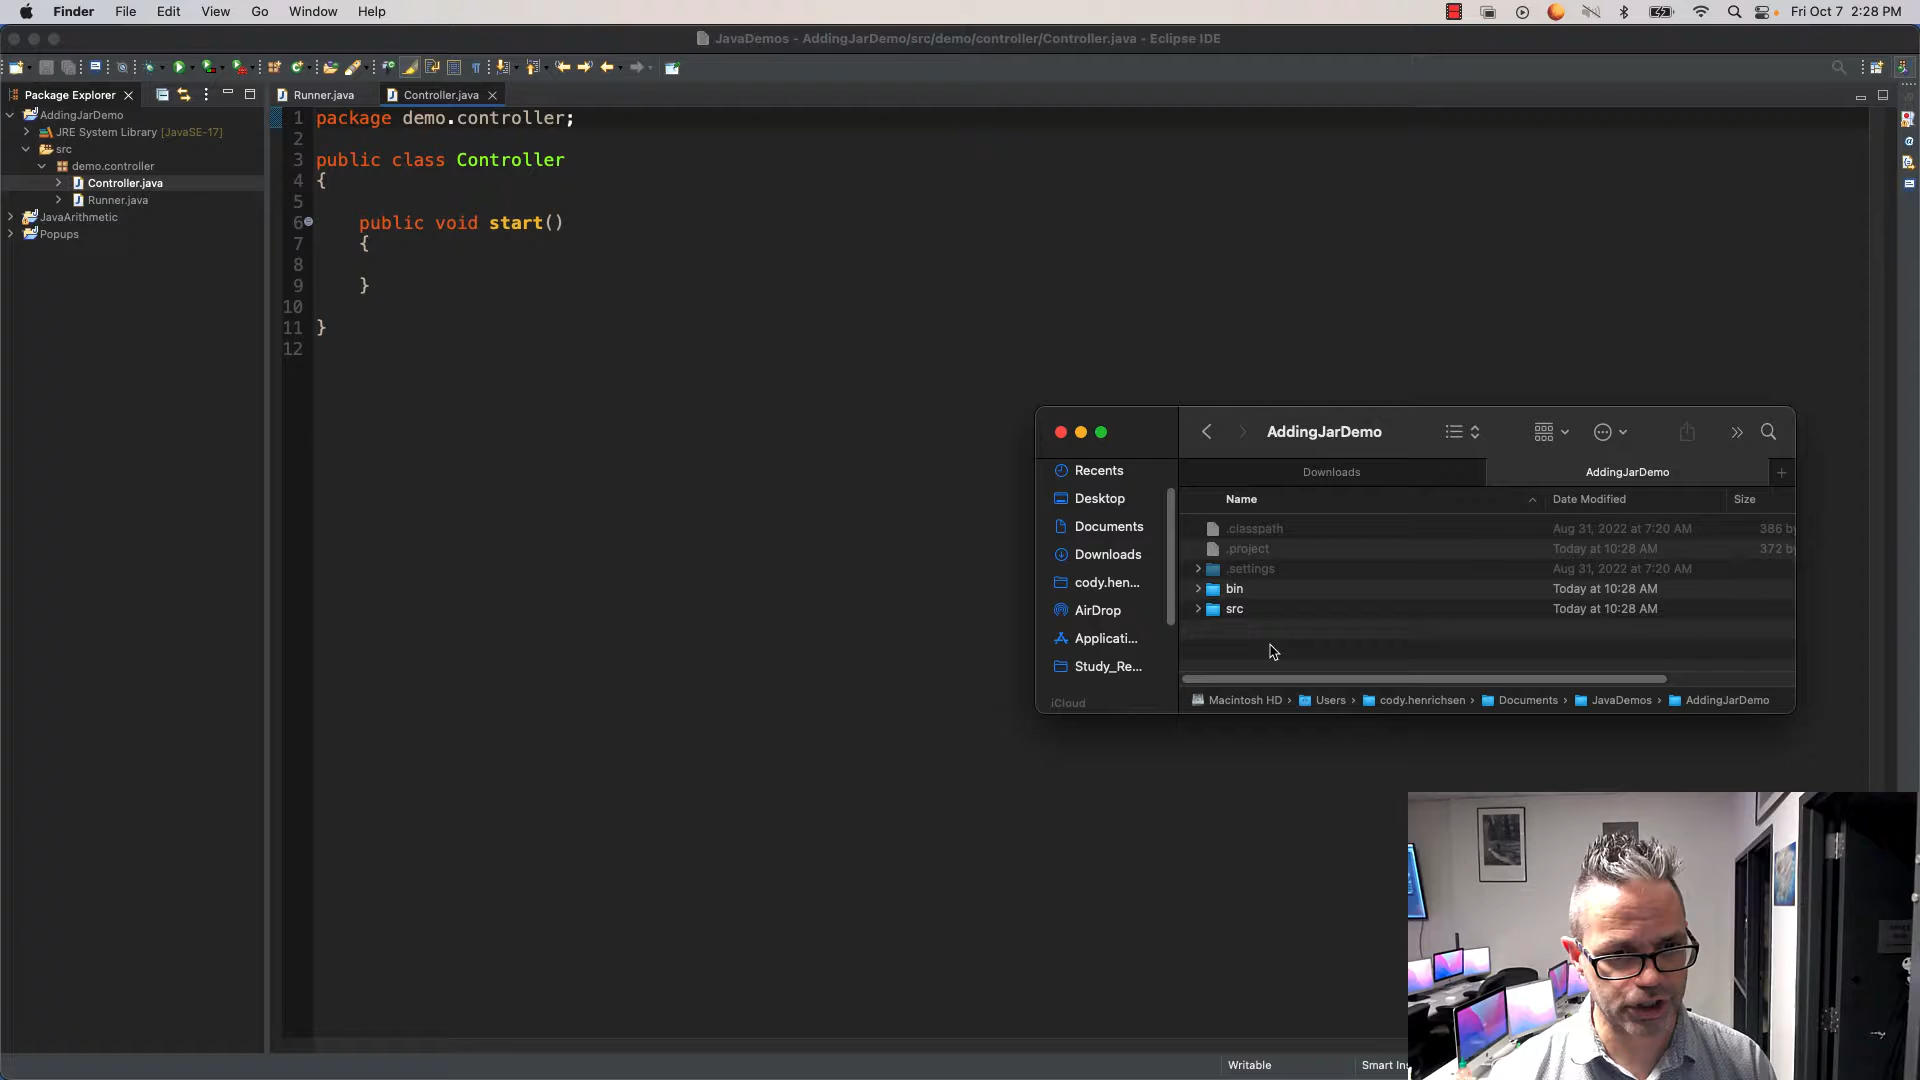 Finder File Edit View Go Window Help
Fri Oct 7 2:28 PM
JavaDemos - AddingJarDemo/src/demo/controller/Controller.java - Eclipse IDE
Package Explorer
Runner.java
Controller.java
AddingJarDemo
JRE System Library [JavaSE-17]
src
demo.controller
Controller.java
Runner.java
JavaArithmetic
Popups
1 package demo.controller;
2
3 public class Controller
4 {
5
6 public void start()
7 {
8
9 }
10
11 }
12
AddingJarDemo
Downloads
AddingJarDemo
Recents
Desktop
Documents
Downloads
cody.hen...
AirDrop
Applicati...
Study_Re...
iCloud
Name Date Modified Size
.classpath Aug 31, 2022 at 7:20 AM 386 by
.project Today at 10:28 AM 372 by
.settings Aug 31, 2022 at 7:20 AM
bin Today at 10:28 AM
src Today at 10:28 AM
Macintosh HD › Users › cody.henrichsen › Documents › JavaDemos › AddingJarDemo
Writable
Smart Ins